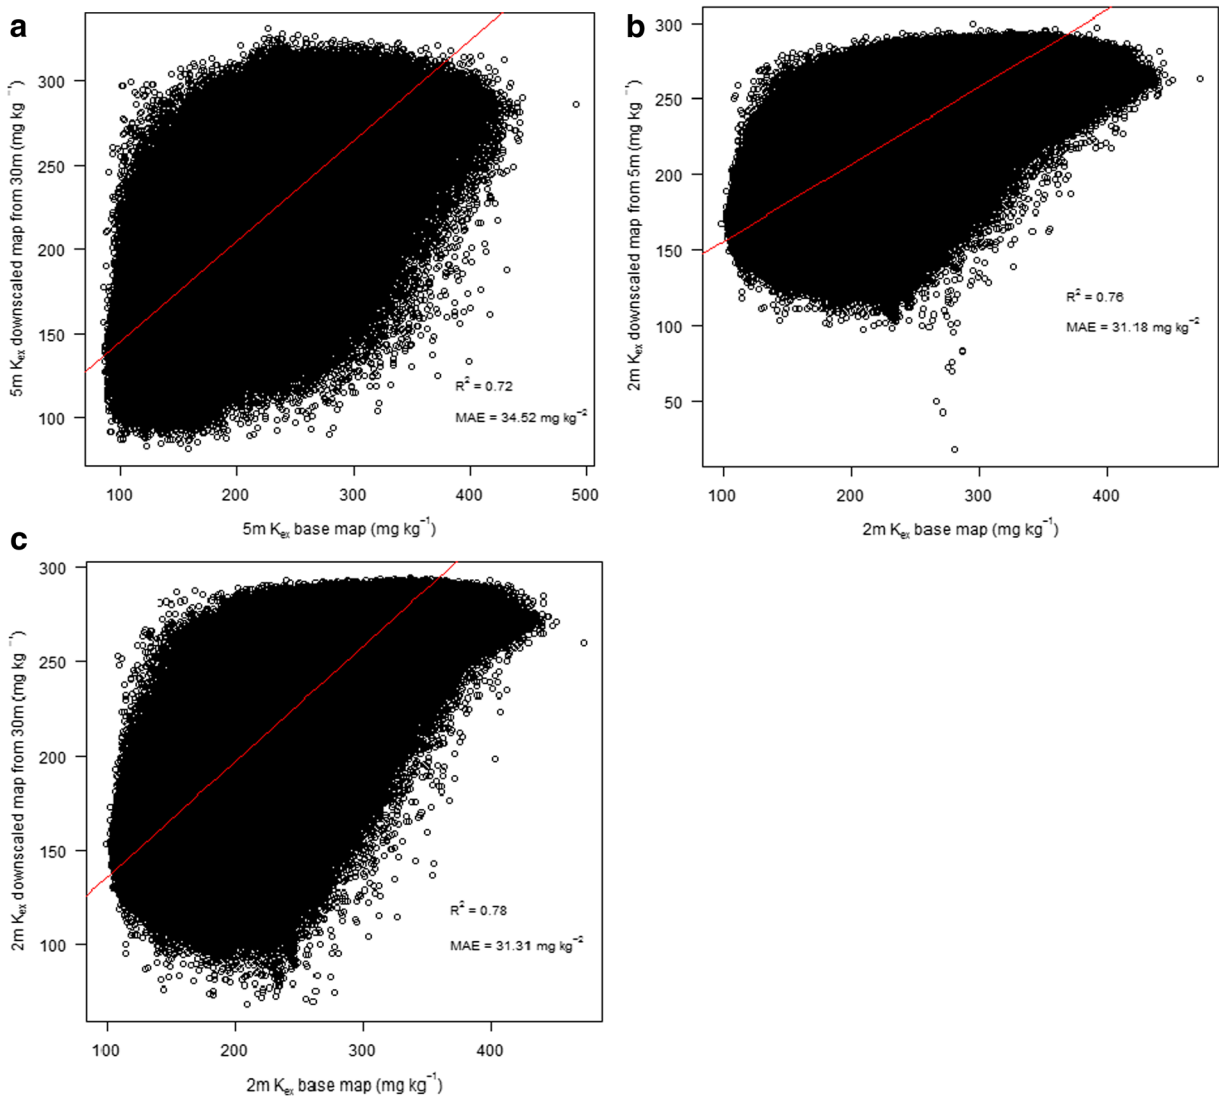 a
5m Kex downscaled map from 30m (mg kg⁻¹)
300
250
200
150
100
R² = 0.72
MAE = 34.52 mg kg⁻²
100 200 300 400 500
5m Kex base map (mg kg⁻¹)
b
2m Kex downscaled map from 5m (mg kg⁻¹)
300
250
200
150
100
50
R² = 0.76
MAE = 31.18 mg kg⁻²
100 200 300 400
2m Kex base map (mg kg⁻¹)
c
2m Kex downscaled map from 30m (mg kg⁻¹)
300
250
200
150
100
R² = 0.78
MAE = 31.31 mg kg⁻²
100 200 300 400
2m Kex base map (mg kg⁻¹)